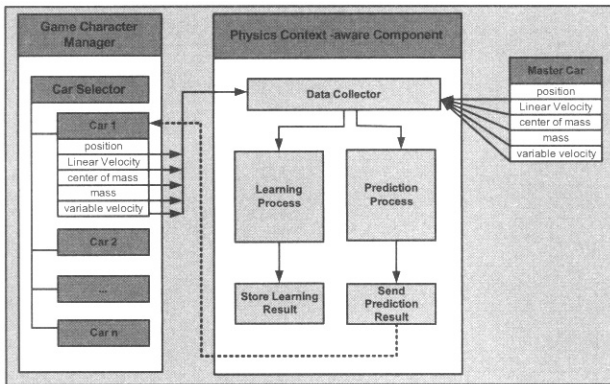 Game Character
Manager
Car Selector
Car 1
position
Linear Velocity
center of mass
mass
variable velocity
Car 2
...
Car n
Physics Context -aware Component
Data Collector
Learning
Process
Prediction
Process
Store Learning
Result
Send
Prediction
Result
Master Car
position
Linear Velocity
center of mass
mass
variable velocity